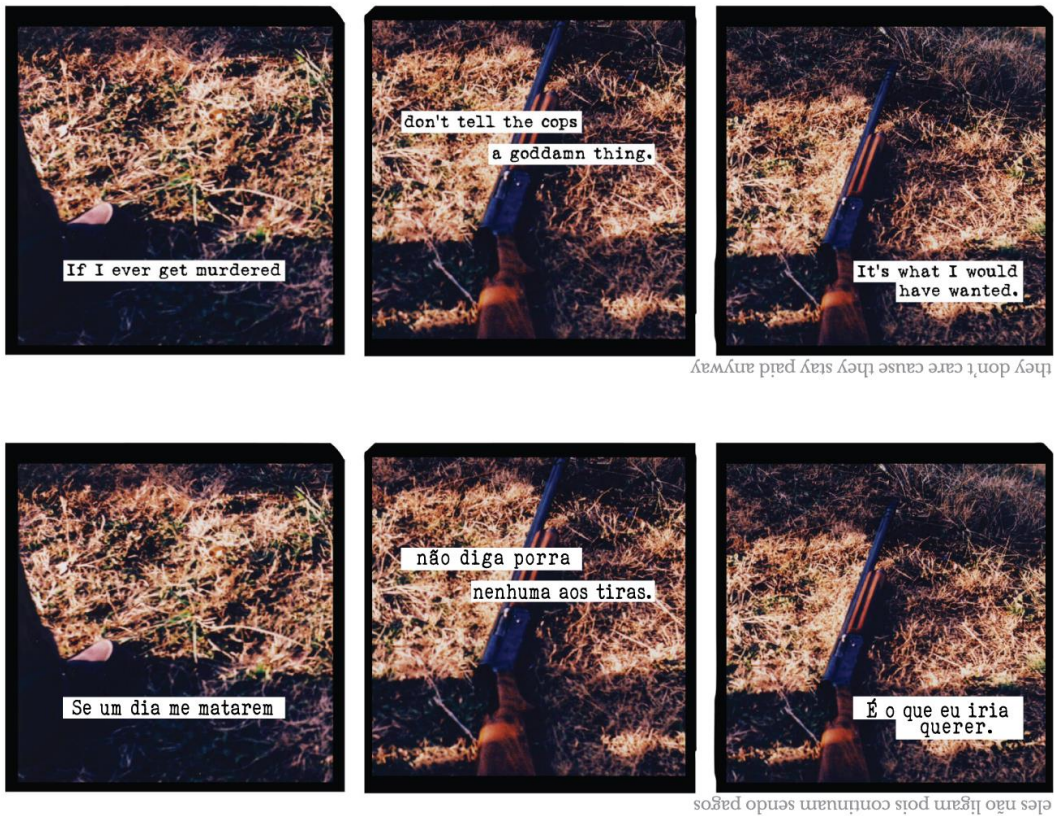 If I ever get murdered
don't tell the cops
a goddamn thing.
It's what I would
have wanted.
they don't care cause they stay paid anyway
Se um dia me matarem
não diga porra
nenhuma aos tiras.
É o que eu iria
querer.
eles não ligam pois continuam sendo pagos